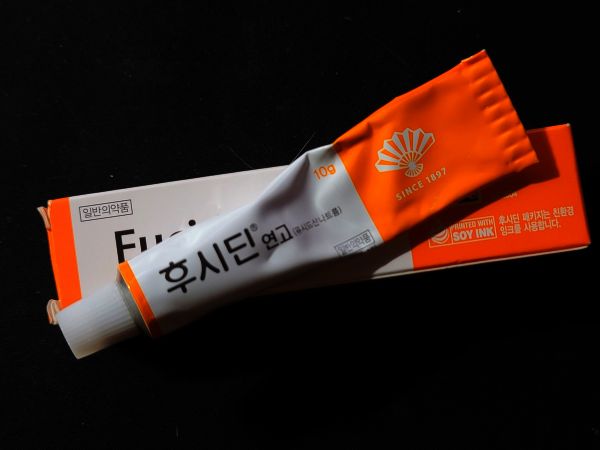 일반의약품
Fuci
후시딘® 연고 (후시드산나트륨)
일반의약품
10g
SINCE 1897
PRINTED WITH
SOY INK
후시딘 패키지는 친환경
잉크를 사용합니다.